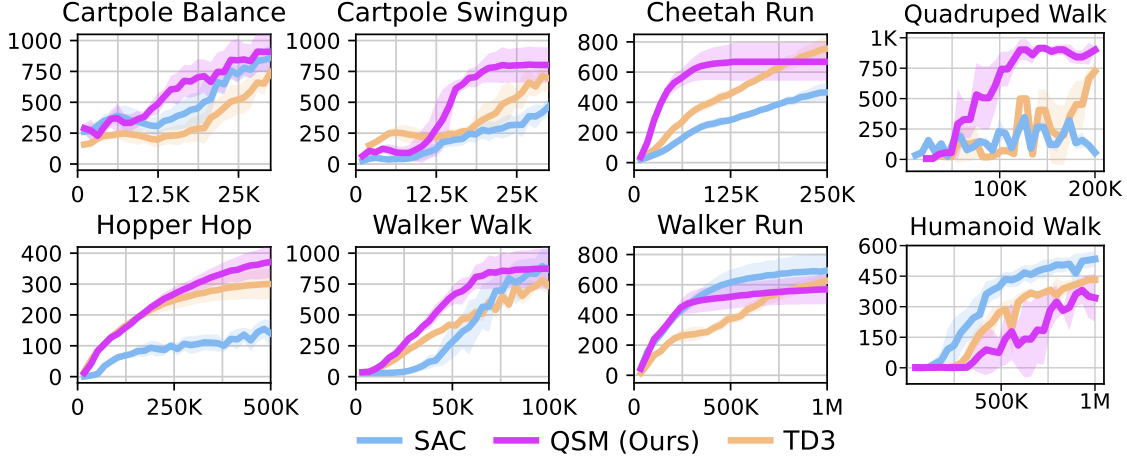 Cartpole Balance
1000
750
500
250
0
0
12.5K
25K
Cartpole Swingup
1000
750
500
250
0
0
12.5K
25K
Cheetah Run
800
600
400
200
0
0
125K
250K
Quadruped Walk
1K
750
500
250
0
100K
200K
Hopper Hop
400
300
200
100
0
0
250K
500K
Walker Walk
1000
750
500
250
0
0
50K
100K
Walker Run
800
600
400
200
0
0
500K
1M
Humanoid Walk
600
450
300
150
0
500K
1M
SAC
QSM (Ours)
TD3